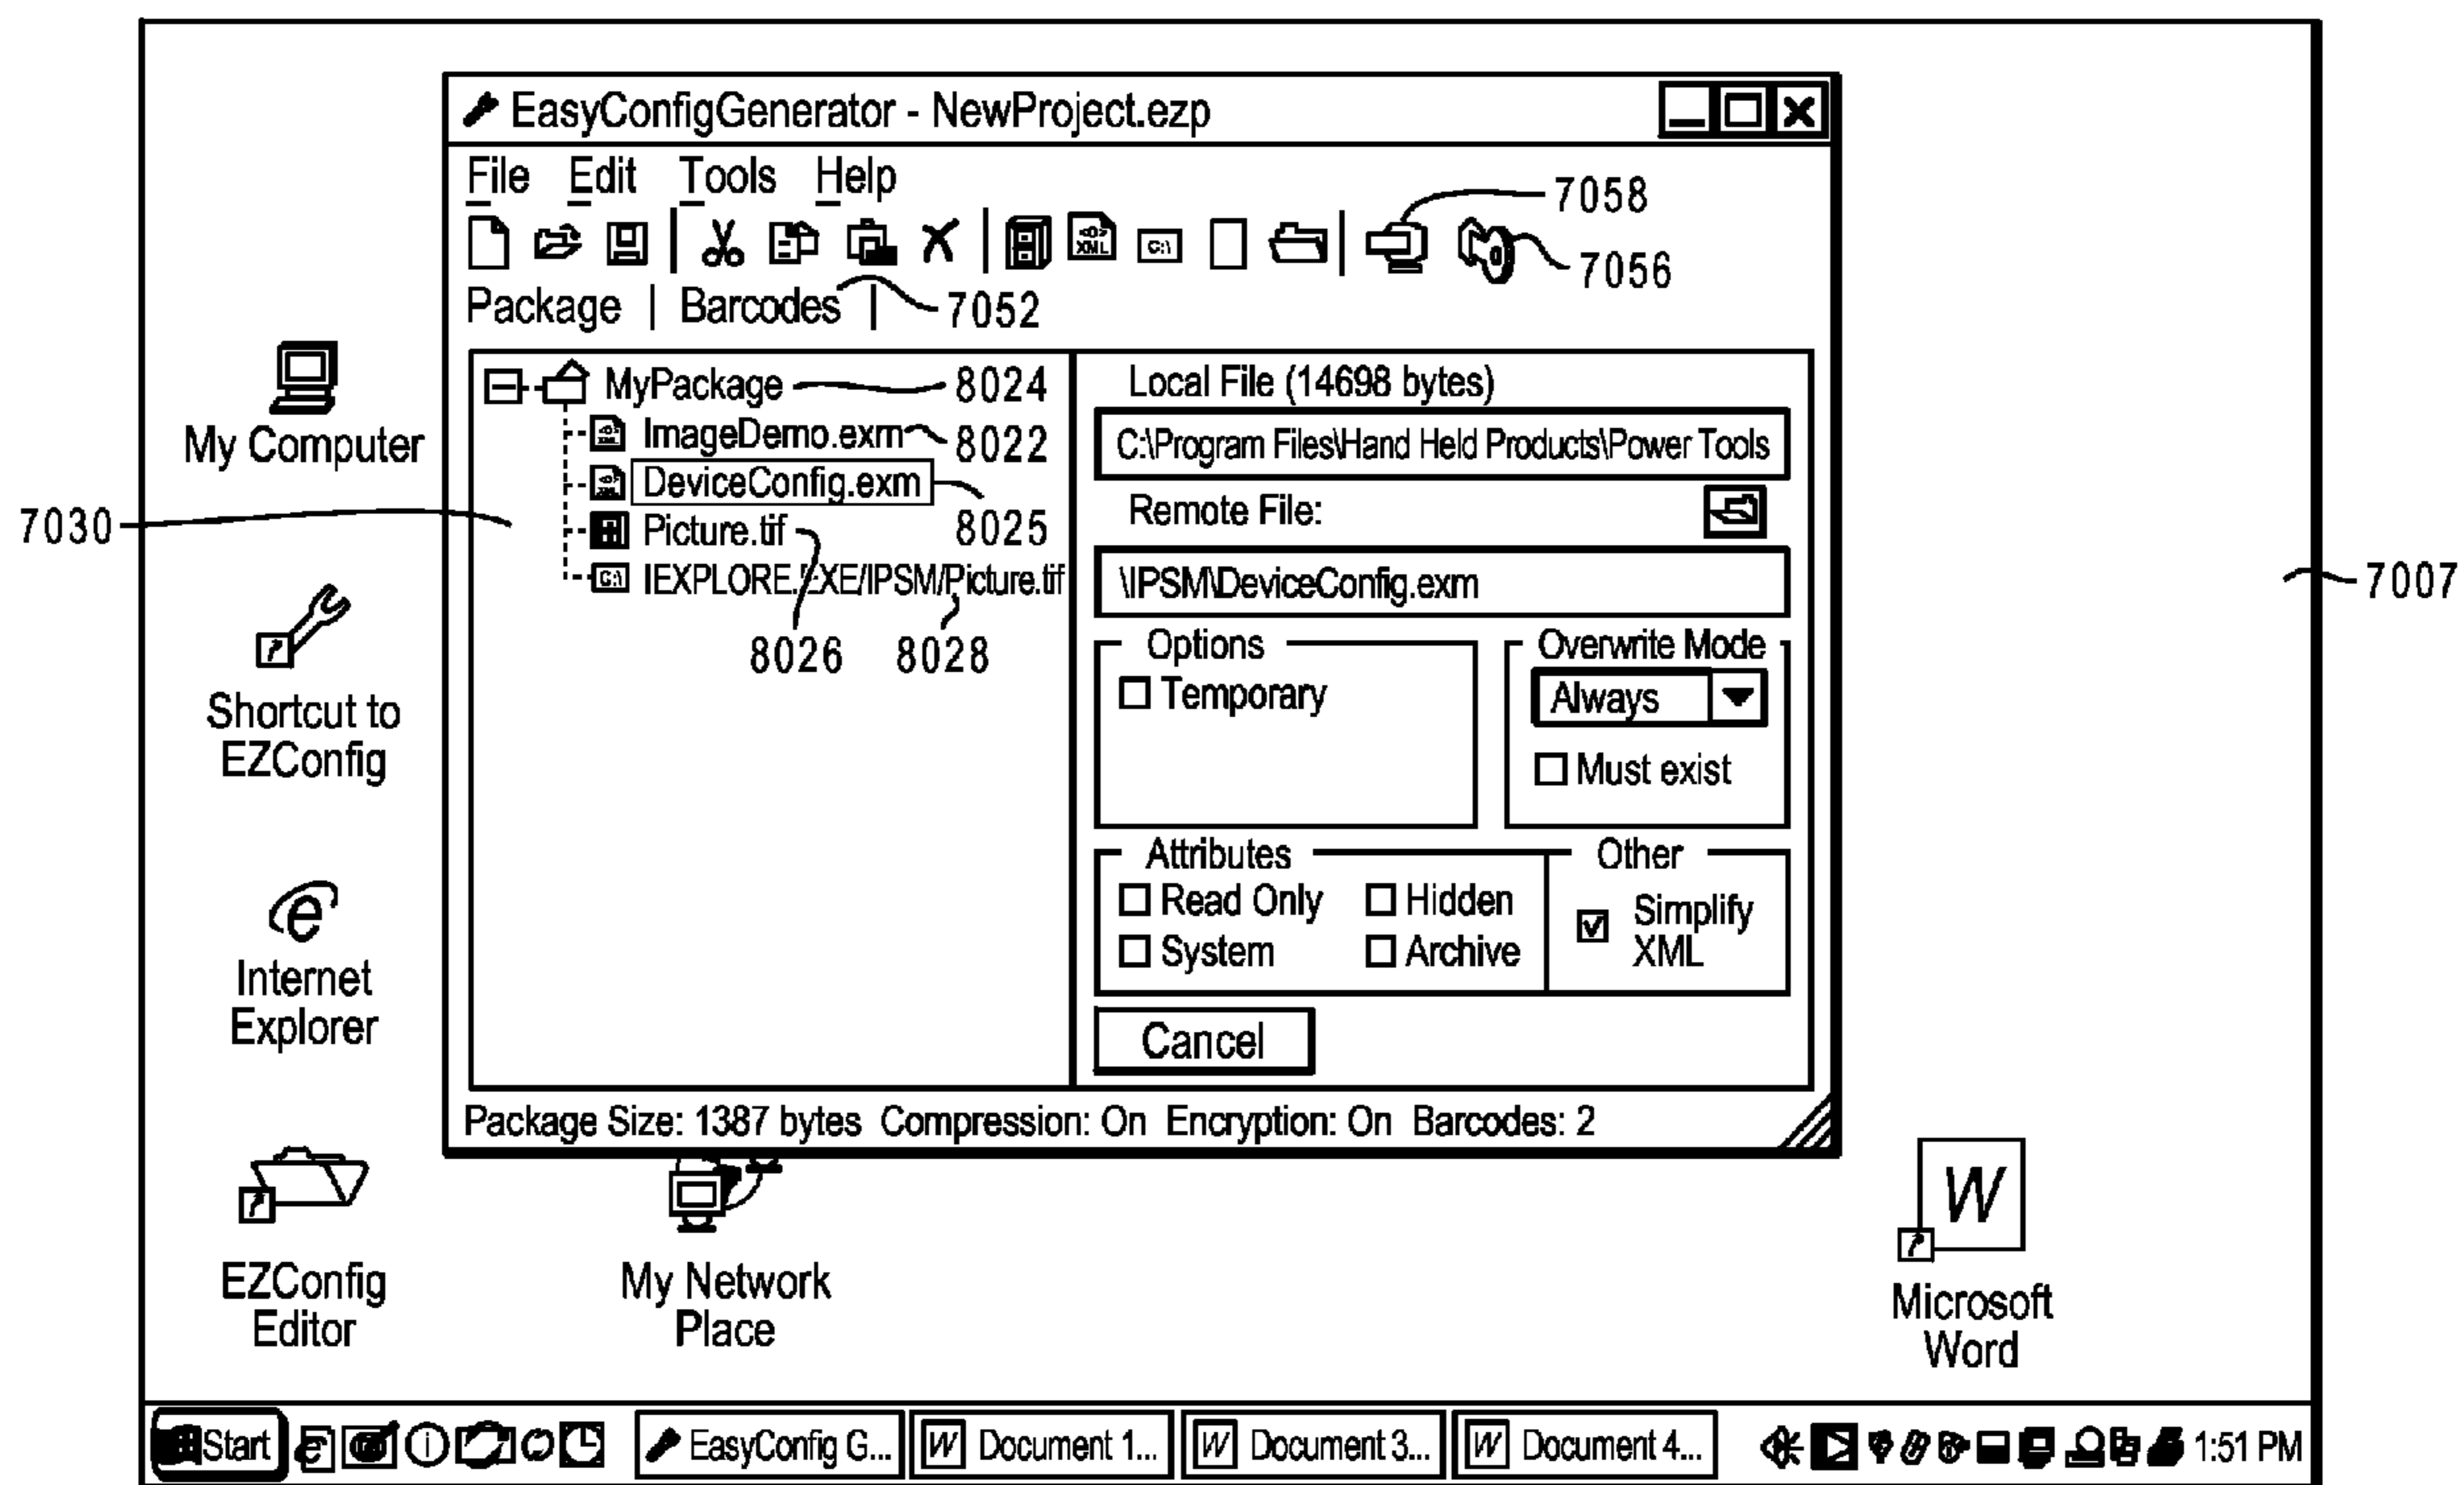 EasyConfigGenerator - NewProject.ezp
File Edit Tools Help
7058
XML
C:\
7056
Package | Barcodes |
7052
MyPackage
8024
ImageDemo.exm
8022
DeviceConfig.exm
8025
Picture.tif
8026
C:\ IEXPLORE.EXE/IPSM/Picture.tif
8028
7030
7007
Local File (14698 bytes)
C:\Program Files\Hand Held Products\Power Tools
Remote File:
\IPSM\DeviceConfig.exm
Options
Temporary
Overwrite Mode
Always
Must exist
Attributes
Read Only
Hidden
System
Archive
Other
Simplify
XML
Cancel
Package Size: 1387 bytes Compression: On Encryption: On Barcodes: 2
My Computer
Shortcut to
EZConfig
Internet
Explorer
EZConfig
Editor
My Network
Place
W
Microsoft
Word
Start
EasyConfig G...
W Document 1...
W Document 3...
W Document 4...
1:51 PM